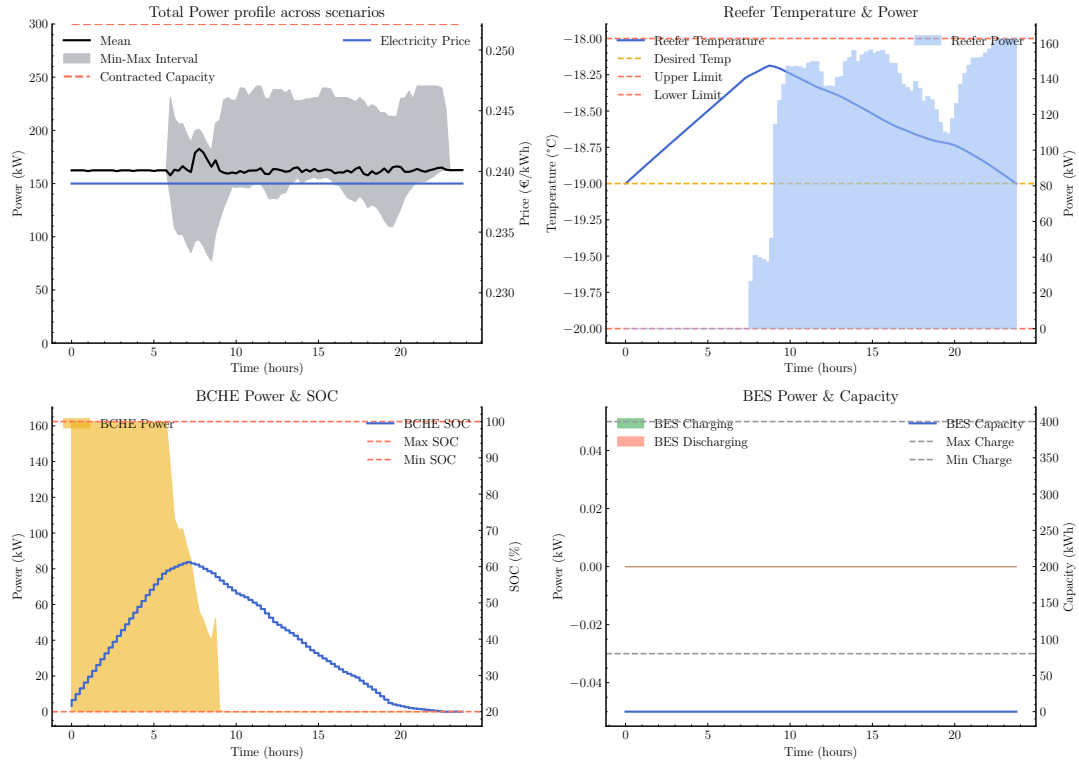 Total Power profile across scenarios
Mean
Min-Max Interval
Contracted Capacity
Electricity Price
300
250
200
150
100
50
0
Power (kW)
0.250
0.245
0.240
0.235
0.230
Price (€/kWh)
0 5 10 15 20
Time (hours)
Reefer Temperature & Power
Reefer Temperature
Desired Temp
Upper Limit
Lower Limit
Reefer Power
−18.00
−18.25
−18.50
−18.75
−19.00
−19.25
−19.50
−19.75
−20.00
Temperature (°C)
160
140
120
100
80
60
40
20
0
Power (kW)
0 5 10 15 20
Time (hours)
BCHE Power & SOC
BCHE Power
BCHE SOC
Max SOC
Min SOC
160
140
120
100
80
60
40
20
0
Power (kW)
100
90
80
70
60
50
40
30
20
SOC (%)
0 5 10 15 20
Time (hours)
BES Power & Capacity
BES Charging
BES Discharging
BES Capacity
Max Charge
Min Charge
0.04
0.02
0.00
−0.02
−0.04
Power (kW)
400
350
300
250
200
150
100
50
0
Capacity (kWh)
0 5 10 15 20
Time (hours)